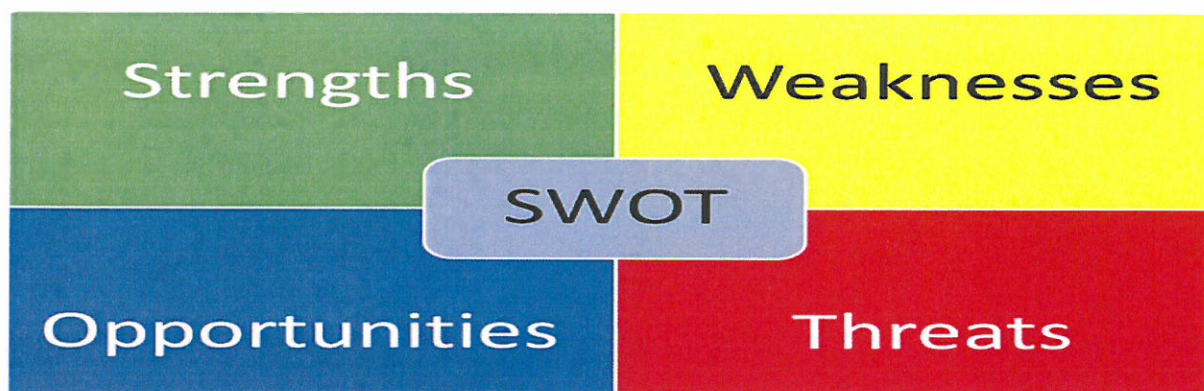 Strengths
Weaknesses
SWOT
Opportunities
Threats